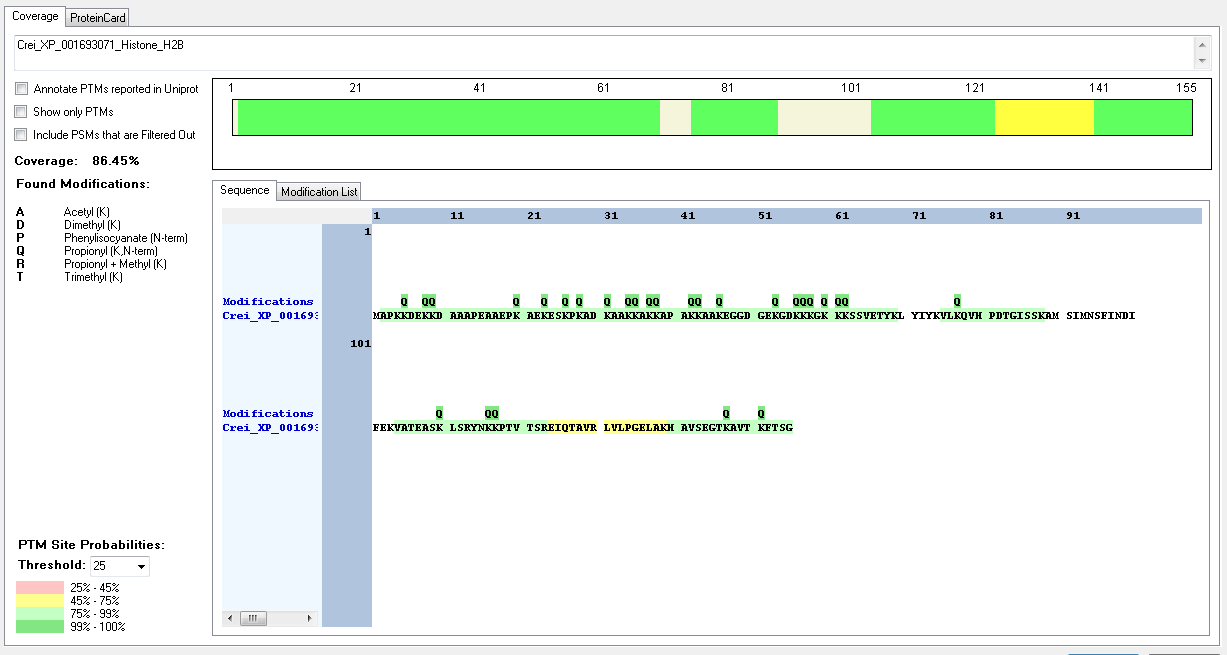 Coverage ProteinCard
Crei_XP_001693071_Histone_H2B
Annotate PTMs reported in Uniprot
Show only PTMs
Include PSMs that are Filtered Out
Coverage: 86.45%
Found Modifications:
A Acetyl (K)
D Dimethyl (K)
P Phenylisocyanate (N-term)
Q Propionyl (K,N-term)
R Propionyl + Methyl (K)
T Trimethyl (K)
1 21 41 61 81 101 121 141 155
Sequence Modification List
1 11 21 31 41 51 61 71 81 91
1
Modifications Q QQ Q Q Q Q Q QQ QQ QQ Q Q QQQ Q QQ Q
Crei_XP_00169 MAPKKDEKKD AAAPEAAEPK AEKESKPKAD KAAKKAKKAP AKKAAKEGGD GEKGDKKKGK KKSSVETYKL YIYKVLKQVH PDTGISSKAM SIMNSFINDI
101
Modifications Q QQ Q Q
Crei_XP_00169 FEKVATEASK LSRYNKKPTV TSREIQTAVR LVLPGELAKH AVSEGTKAVT KFTSG
PTM Site Probabilities:
Threshold: 25
25% - 45%
45% - 75%
75% - 99%
99% - 100%